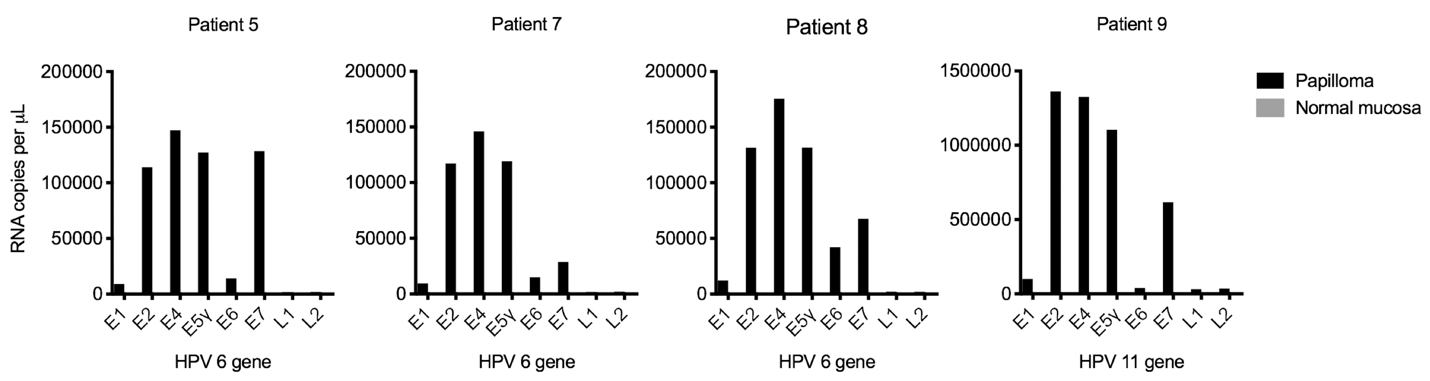 Patient 5
Patient 7
Patient 8
Patient 9
RNA copies per μL
200000
150000
100000
50000
0
E1
E2
E4
E5γ
E6
E7
L1
L2
HPV 6 gene
200000
150000
100000
50000
0
E1
E2
E4
E5γ
E6
E7
L1
L2
HPV 6 gene
200000
150000
100000
50000
0
E1
E2
E4
E5γ
E6
E7
L1
L2
HPV 6 gene
1500000
1000000
500000
0
E1
E2
E4
E5γ
E6
E7
L1
L2
HPV 11 gene
Papilloma
Normal mucosa